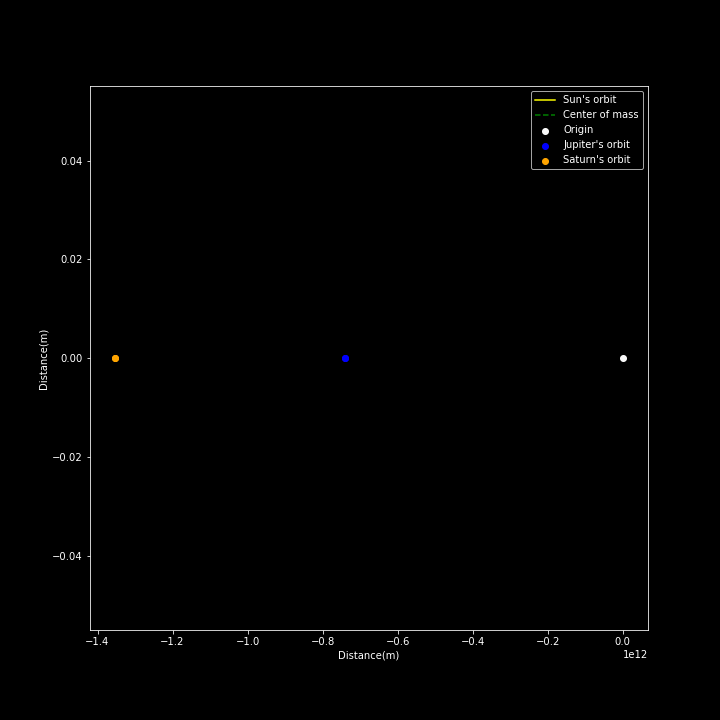 Sun's orbit
Center of mass
Origin
Jupiter's orbit
Saturn's orbit
0.04
0.02
0.00
−0.02
−0.04
Distance(m)
−1.4 −1.2 −1.0 −0.8 −0.6 −0.4 −0.2 0.0
Distance(m)
1e12